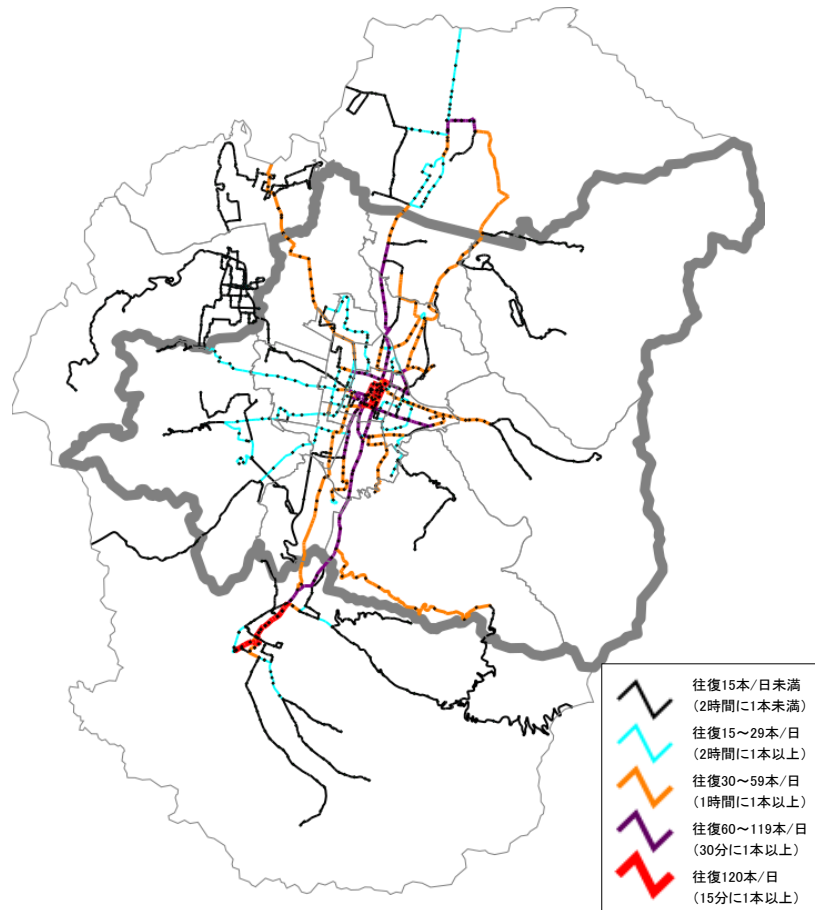 往復15本/日未満
(2時間に1本未満)
往復15～29本/日
(2時間に1本以上)
往復30～59本/日
(1時間に1本以上)
往復60～119本/日
(30分に1本以上)
往復120本/日
(15分に1本以上)